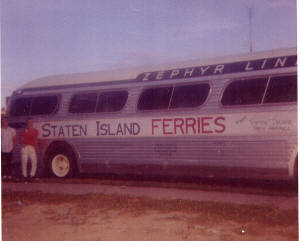 ZEPHYR LIN
STATEN ISLAND FERRIES